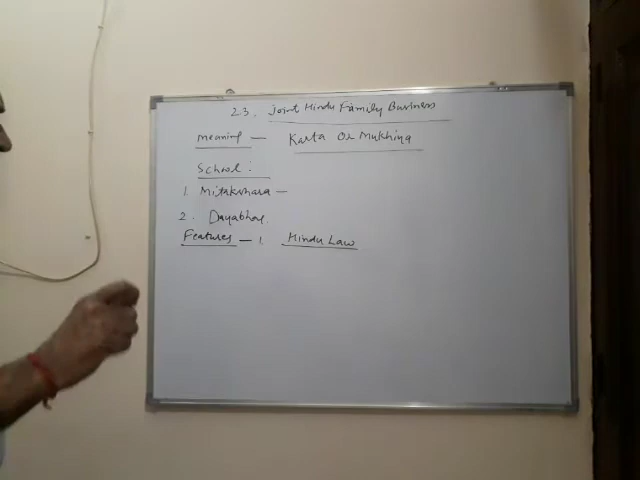 23. Joint Hindu Family Business
Meaning — Karta Or Mukhiya
School:
1. Mitakshara —
2. Dayabhag.
Features — 1. Hindu Law